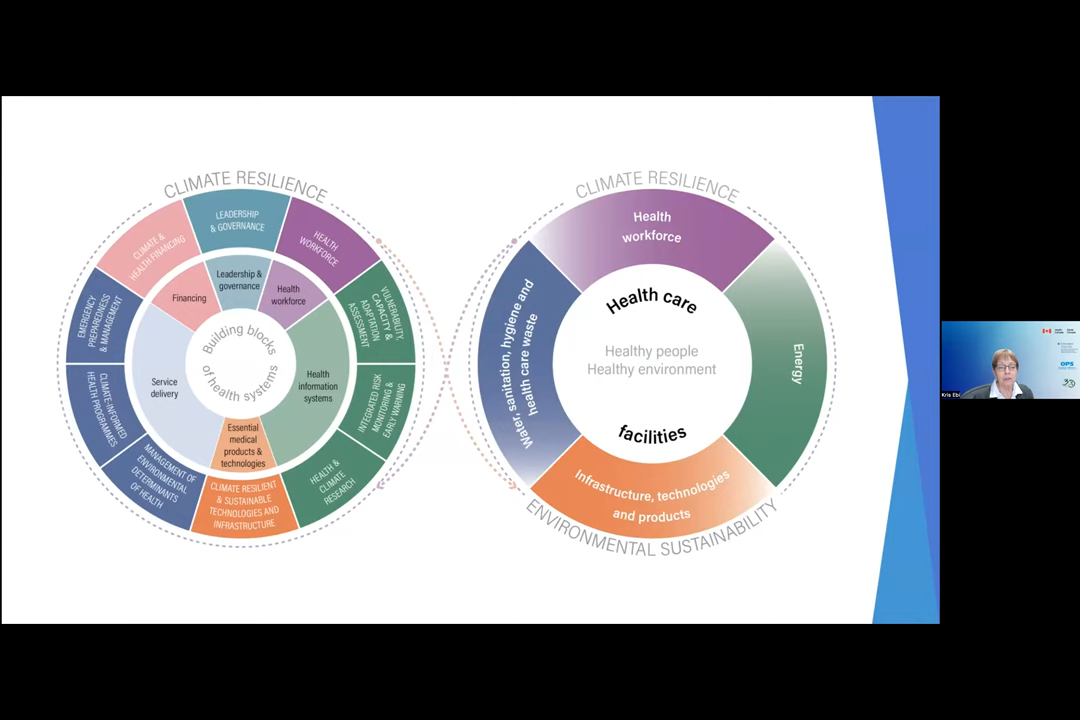 CLIMATE RESILIENCE
LEADERSHIP
& GOVERNANCE
HEALTH
WORKFORCE
VULNERABILITY,
CAPACITY &
ADAPTATION
ASSESSMENT
INTEGRATED RISK
MONITORING &
EARLY WARNING
HEALTH &
CLIMATE
RESEARCH
CLIMATE RESILIENT
& SUSTAINABLE
TECHNOLOGIES AND
INFRASTRUCTURE
MANAGEMENT OF
ENVIRONMENTAL
DETERMINANTS
OF HEALTH
CLIMATE-INFORMED
HEALTH PROGRAMMES
EMERGENCY
PREPAREDNESS
& MANAGEMENT
CLIMATE &
HEALTH FINANCING
Leadership &
governance
Health
workforce
Health
information
systems
Essential
medical
products &
technologies
Service
delivery
Financing
Building blocks
of health systems
CLIMATE RESILIENCE
Health
workforce
Energy
Infrastructure, technologies
and products
Water, sanitation, hygiene and
health care waste
Health care
Healthy people
Healthy environment
facilities
ENVIRONMENTAL SUSTAINABILITY
OPS
Kris